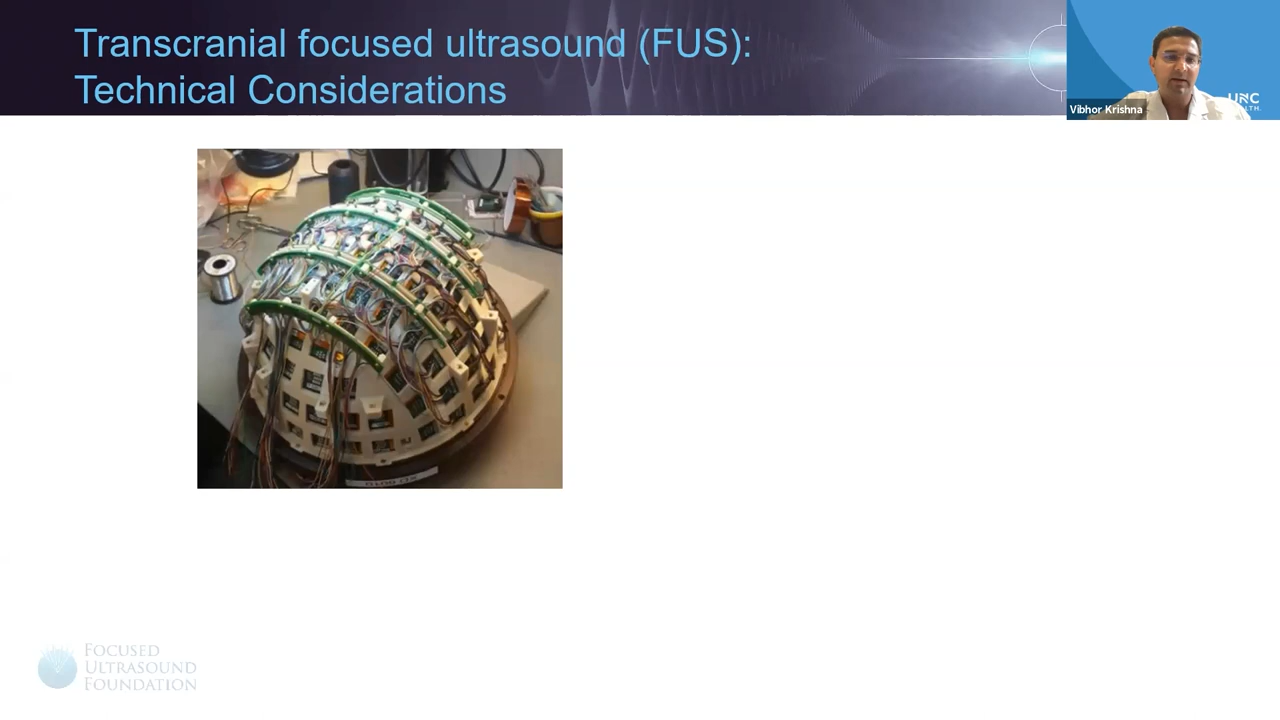 Transcranial focused ultrasound (FUS):
Technical Considerations
Vibhor Krishna
UNC
FOCUSED
ULTRASOUND
FOUNDATION